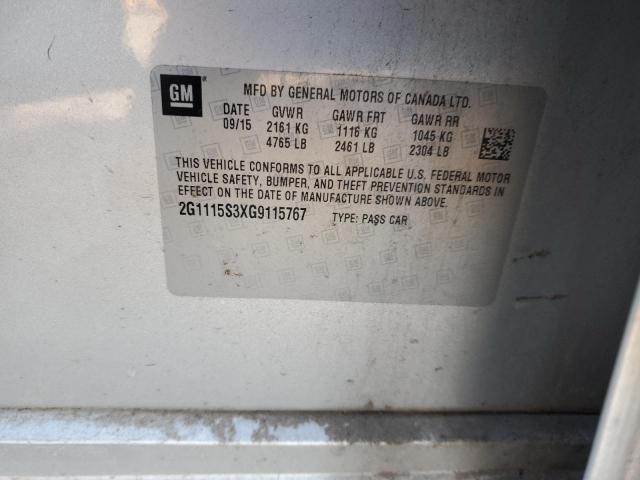 GM
MFD BY GENERAL MOTORS OF CANADA LTD.
DATE GVWR GAWR FRT GAWR RR
09/15 2161 KG 1116 KG 1045 KG
4765 LB 2461 LB 2304 LB
THIS VEHICLE CONFORMS TO ALL APPLICABLE U.S. FEDERAL MOTOR
VEHICLE SAFETY, BUMPER, AND THEFT PREVENTION STANDARDS IN
EFFECT ON THE DATE OF MANUFACTURE SHOWN ABOVE.
2G1115S3XG9115767 TYPE: PASS CAR